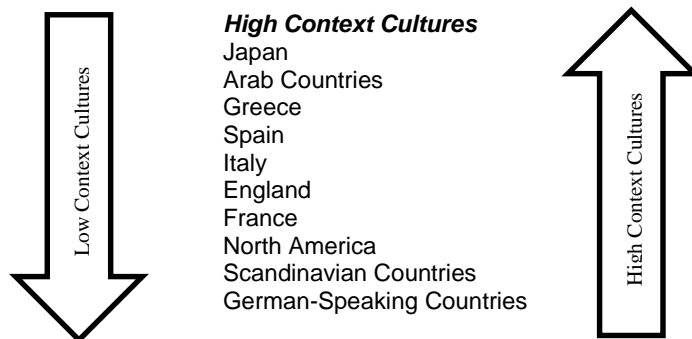 High Context Cultures
Japan
Arab Countries
Greece
Spain
Italy
England
France
North America
Scandinavian Countries
German-Speaking Countries
Low Context Cultures
High Context Cultures